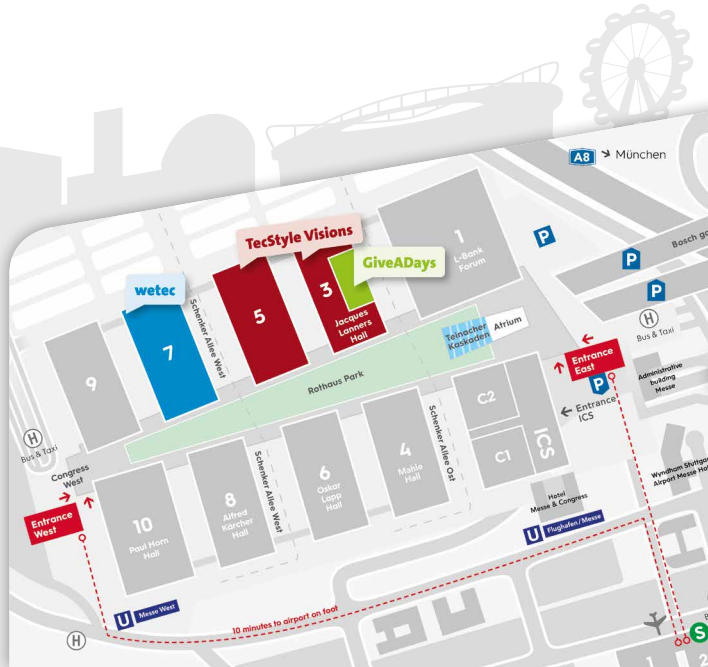 A8
München
P
Bosch
P
P
H
Bus & Taxi
TecStyle Visions
GiveADays
wetec
1
L-Bank
Forum
3
Jacques
Lanners
Hall
5
7
9
Schenker Allee West
Teinacher
Kaskaden
Atrium
Rothaus Park
Entrance
East
P
Entrance
ICS
Administrative
building
Messe
C2
C1
ICS
4
Mahle
Hall
Schenker Allee Ost
6
Oskar
Lapp
Hall
Schenker Allee West
8
Alfred
Kärcher
Hall
10
Paul Horn
Hall
H
Bus & Taxi
Congress
West
Entrance
West
Hotel
Messe & Congress
Airport Messe
U
Flughafen/Messe
U
Messe West
10 minutes to airport on foot
H
S
1
2